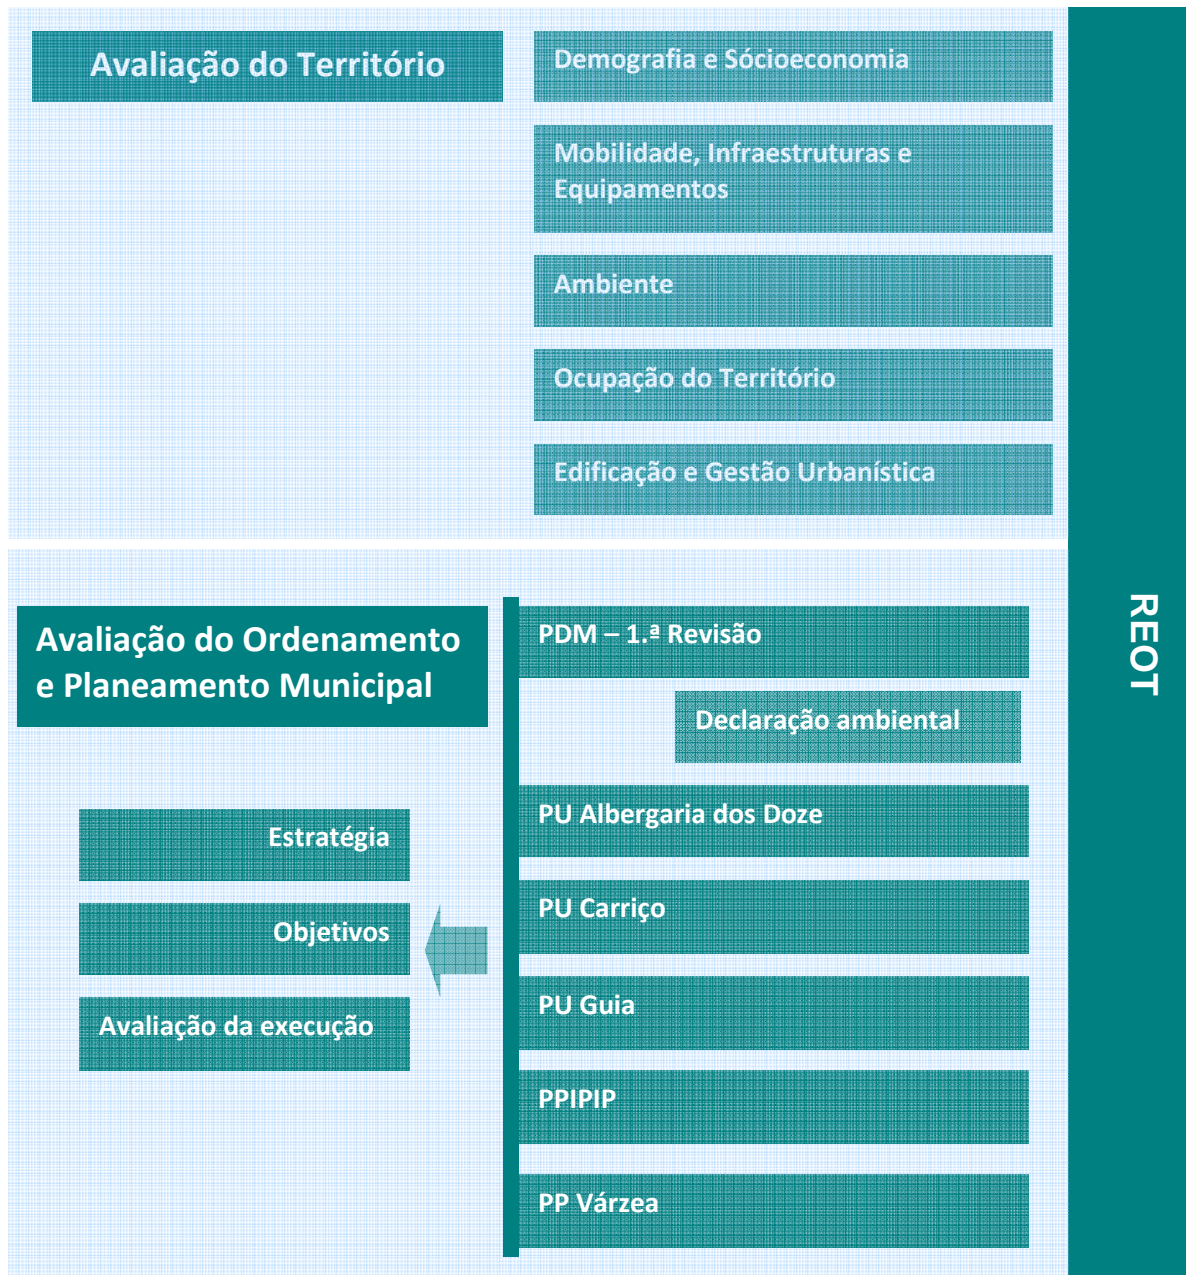 Avaliação do Território
Demografia e Sócioeconomia
Mobilidade, Infraestruturas e
Equipamentos
Ambiente
Ocupação do Território
Edificação e Gestão Urbanística
Avaliação do Ordenamento
e Planeamento Municipal
PDM – 1.ª Revisão
Declaração ambiental
PU Albergaria dos Doze
PU Carriço
PU Guia
PPIPIP
PP Várzea
Estratégia
Objetivos
Avaliação da execução
REOT